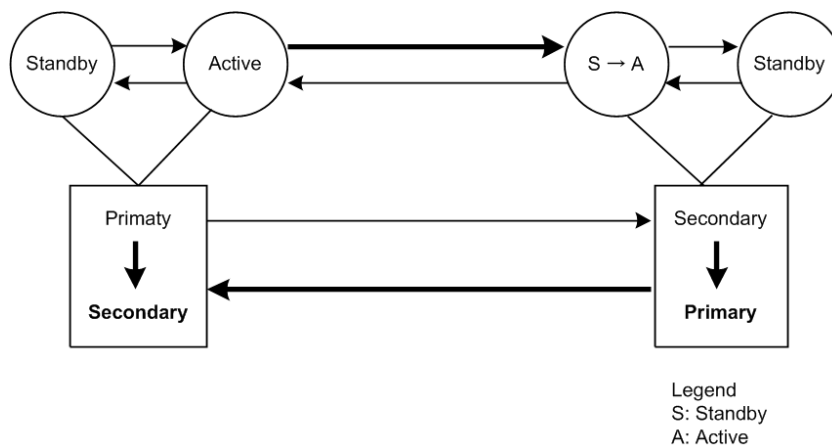 Standby
Active
S → A
Standby
Primaty
Secondary
Secondary
Primary
Legend
S: Standby
A: Active